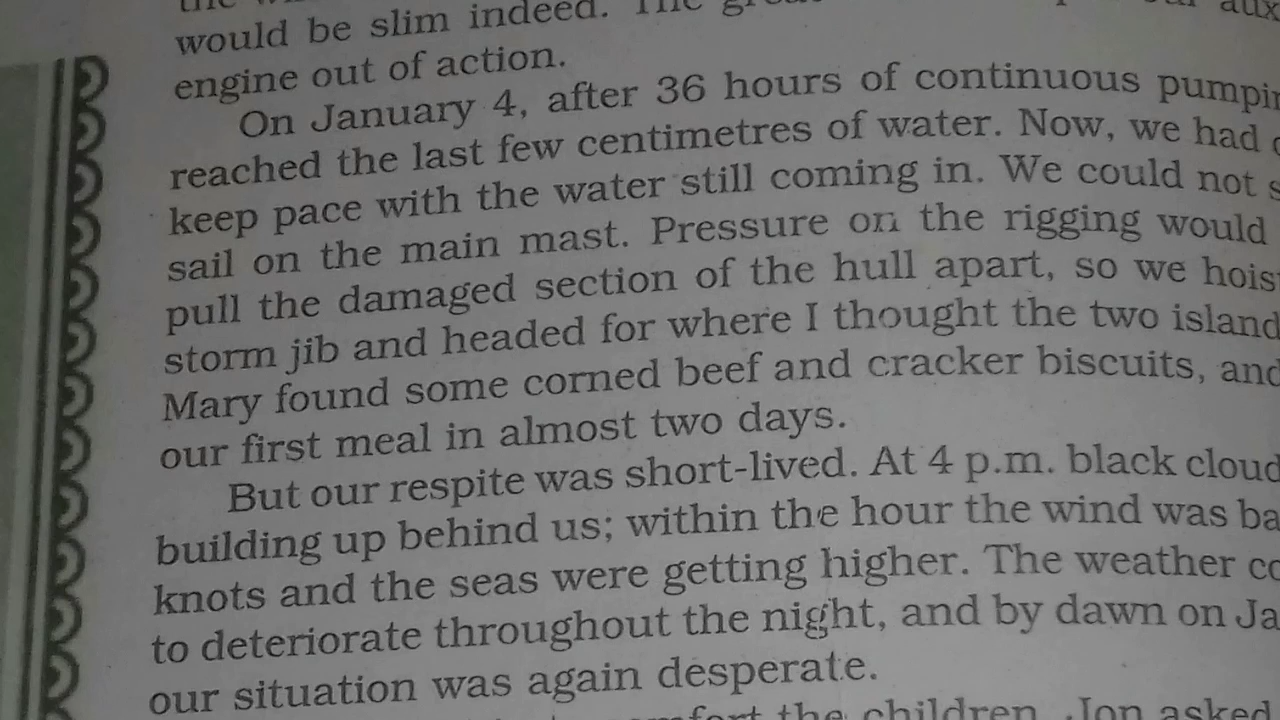 would be slim indeed. The
engine out of action.
On January 4, after 36 hours of continuous
reached the last few centimetres of water. Now, we had
keep pace with the water still coming in. We could not
sail on the main mast. Pressure on the rigging would
pull the damaged section of the hull apart, so we
storm jib and headed for where I thought the two
Mary found some corned beef and cracker biscuits,
our first meal in almost two days.
But our respite was short-lived. At 4 p.m. black
building up behind us; within the hour the wind was
knots and the seas were getting higher. The weather
to deteriorate throughout the night, and by dawn on
our situation was again desperate.
the children. Jon asked